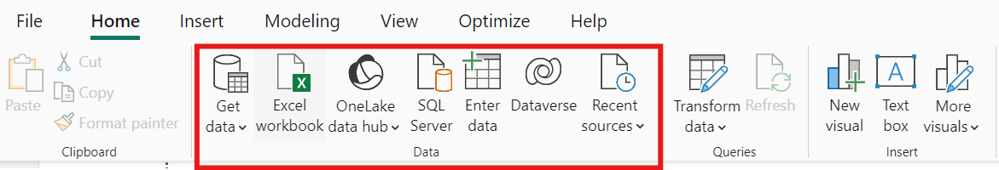 File Home Insert Modeling View Optimize Help
Paste
Cut
Copy
Format painter
Clipboard
Get
data
Excel
workbook
OneLake
data hub
SQL
Server
Enter
data
Dataverse
Recent
sources
Data
Transform
data
Refresh
Queries
New
visual
A
Text
box
More
visuals
Insert